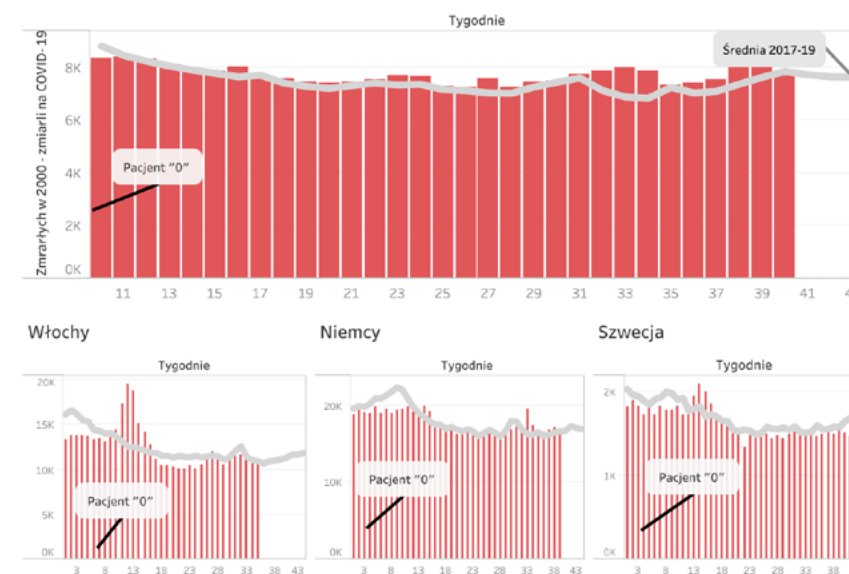 Tygodnie
Zmrarłych w 2000 - zmiarli na COVID-19
8K
6K
4K
2K
0K
Średnia 2017-19
Pacjent "0"
11 13 15 17 19 21 23 25 27 29 31 33 35 37 39 41
Włochy
Tygodnie
20K
15K
10K
5K
0K
Pacjent "0"
3 8 13 18 23 28 33 38 43
Niemcy
Tygodnie
20K
10K
0K
Pacjent "0"
3 8 13 18 23 28 33 38 43
Szwecja
Tygodnie
2K
1K
0K
Pacjent "0"
3 8 13 18 23 28 33 38